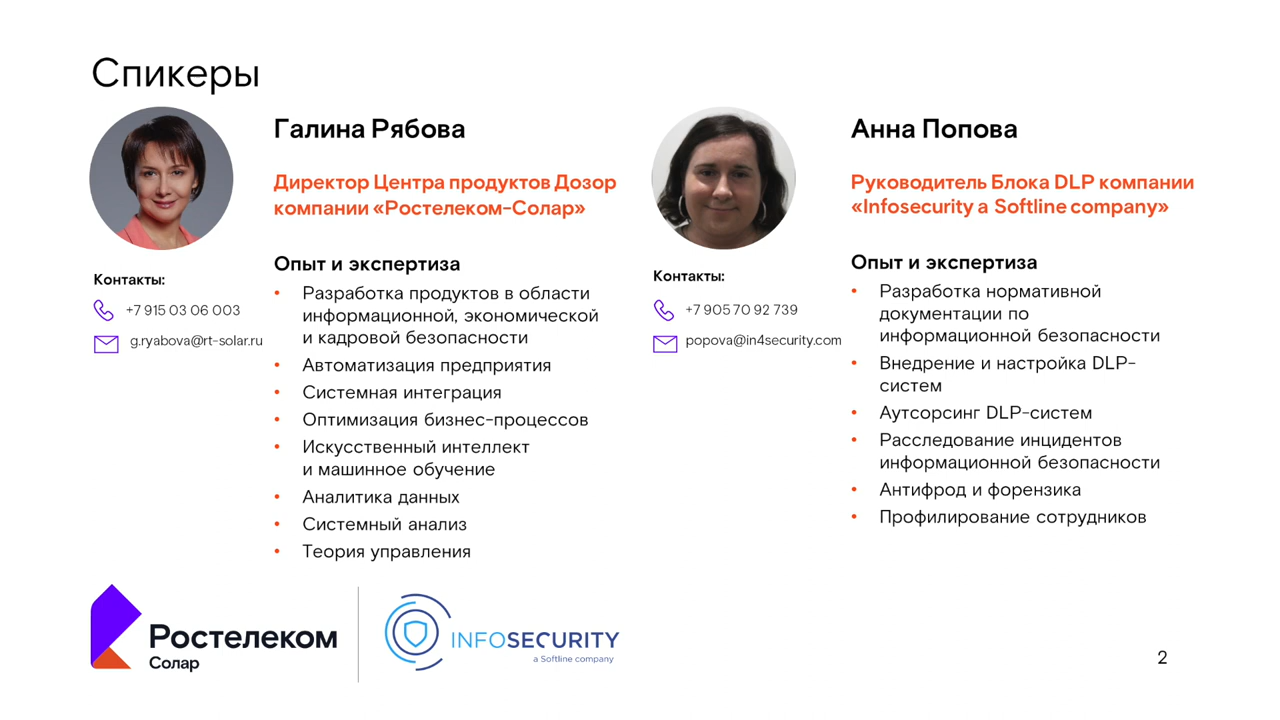 Спикеры
Галина Рябова
Директор Центра продуктов Дозор
компании «Ростелеком-Солар»
Контакты:
+7 915 03 06 003
g.ryabova@rt-solar.ru
Опыт и экспертиза
• Разработка продуктов в области
информационной, экономической
и кадровой безопасности
• Автоматизация предприятия
• Системная интеграция
• Оптимизация бизнес-процессов
• Искусственный интеллект
и машинное обучение
• Аналитика данных
• Системный анализ
• Теория управления
Анна Попова
Руководитель Блока DLP компании
«Infosecurity a Softline company»
Контакты:
+7 905 70 92 739
popova@in4security.com
Опыт и экспертиза
• Разработка нормативной
документации по
информационной безопасности
• Внедрение и настройка DLP-
систем
• Аутсорсинг DLP-систем
• Расследование инцидентов
информационной безопасности
• Антифрод и форензика
• Профилирование сотрудников
Ростелеком
Солар
INFOSECURITY
a Softline company
2